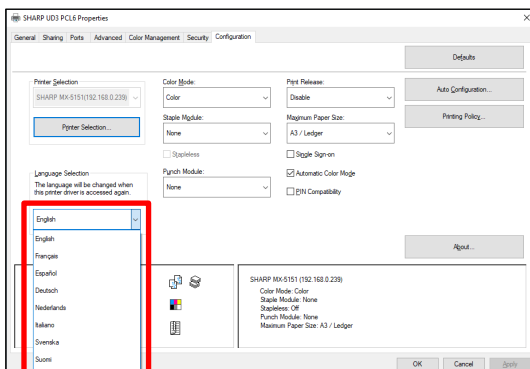 SHARP UD3 PCL6 Properties
General Sharing Ports Advanced Color Management Security Configuration
Defaults
Printer Selection
SHARP MX-5151(192.168.0.239)
Printer Selection...
Color Mode:
Color
Staple Module:
None
Stapleless
Punch Module:
None
Print Release:
Disable
Maximum Paper Size:
A3 / Ledger
Single Sign-on
Automatic Color Mode
PIN Compatibility
Auto Configuration...
Printing Policy...
Language Selection
The language will be changed when
this printer driver is accessed again.
English
English
Français
Español
Deutsch
Nederlands
Italiano
Svenska
Suomi
About...
SHARP MX-5151 (192.168.0.239)
Color Mode: Color
Staple Module: None
Stapleless: Off
Punch Module: None
Maximum Paper Size: A3 / Ledger
OK Cancel Apply